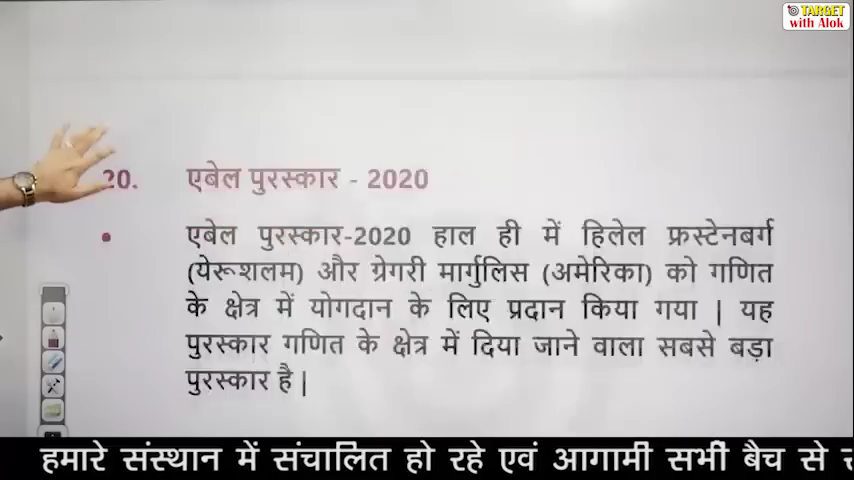 TARGET
with Alok
20. एबेल पुरस्कार - 2020
एबेल पुरस्कार-2020 हाल ही में हिलेल फ्रस्टेनबर्ग
(येरूशलम) और ग्रेगरी मार्गुलिस (अमेरिका) को गणित
के क्षेत्र में योगदान के लिए प्रदान किया गया | यह
पुरस्कार गणित के क्षेत्र में दिया जाने वाला सबसे बड़ा
पुरस्कार है |
हमारे संस्थान में संचालित हो रहे एवं आगामी सभी बैच से